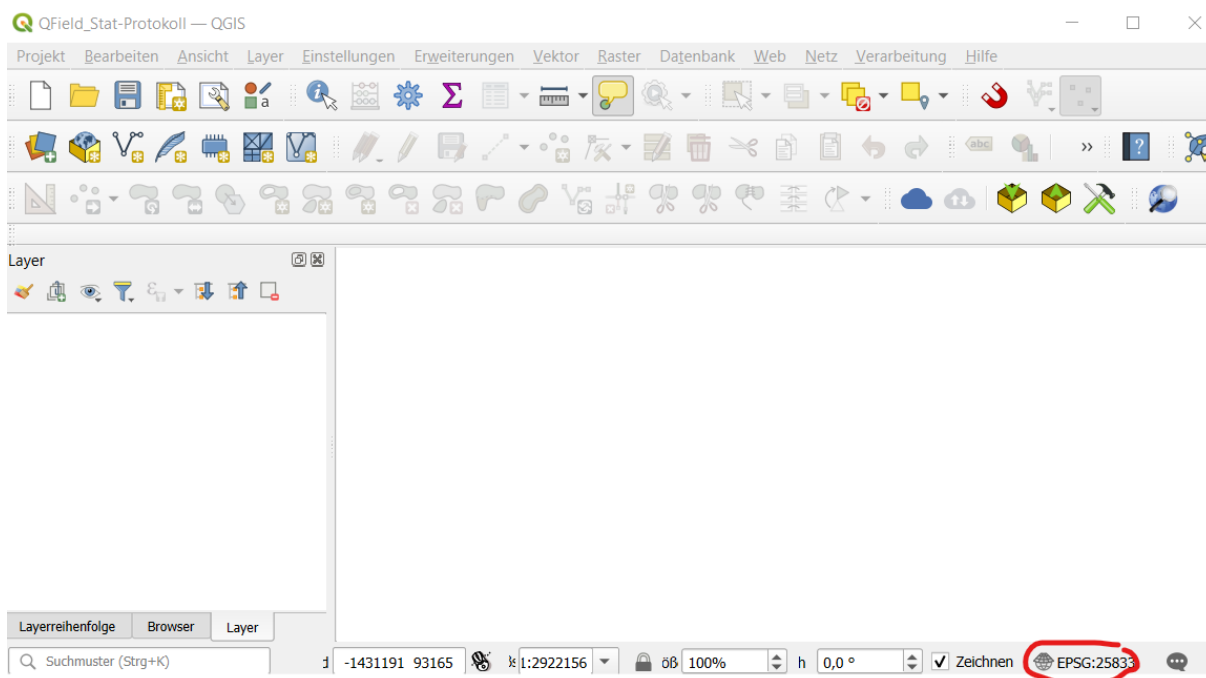 QField_Stat-Protokoll — QGIS
Projekt Bearbeiten Ansicht Layer Einstellungen Erweiterungen Vektor Raster Datenbank Web Netz Verarbeitung Hilfe
a
abc » ?
Layer
Layerreihenfolge Browser Layer
Suchmuster (Strg+K) d -1431191 93165 1:2922156 öß 100% h 0,0 ° Zeichnen EPSG:25833